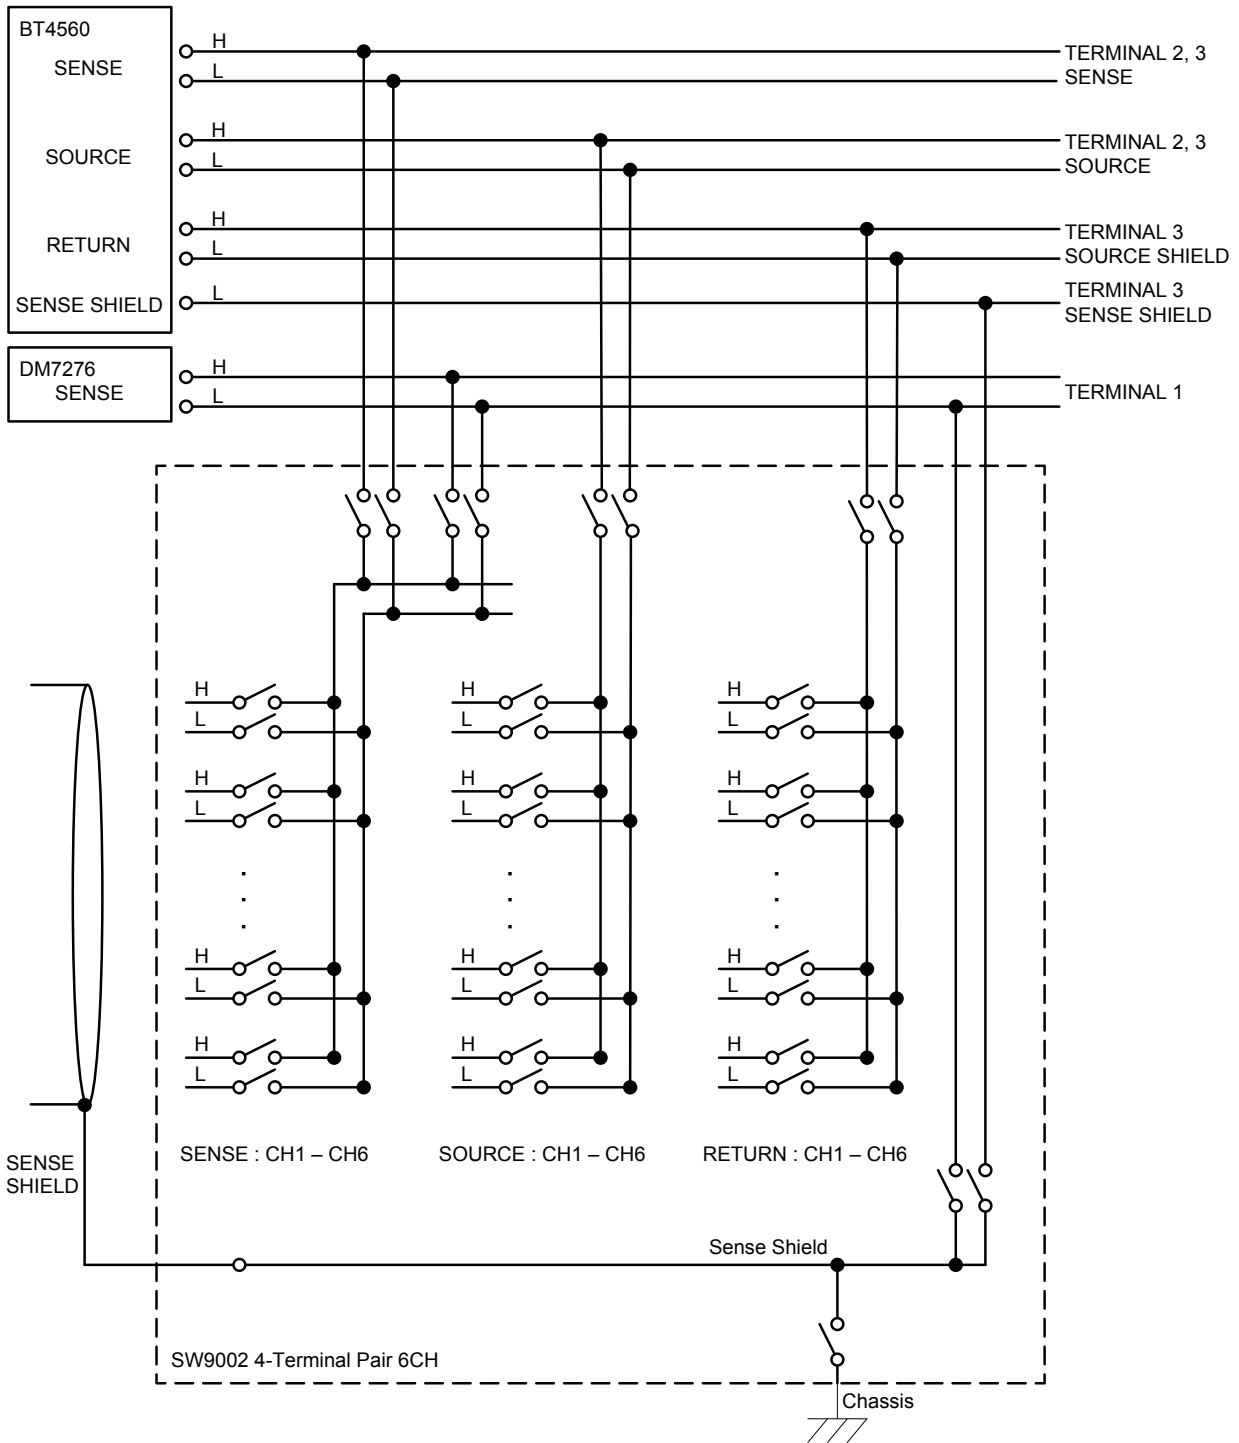 BT4560
SENSE
H
L
TERMINAL 2, 3
SENSE
SOURCE
H
L
TERMINAL 2, 3
SOURCE
RETURN
H
L
TERMINAL 3
SOURCE SHIELD
SENSE SHIELD
L
TERMINAL 3
SENSE SHIELD
DM7276
SENSE
H
L
TERMINAL 1
H
H
H
L
L
L
H
H
H
L
L
L
H
H
H
L
L
L
H
H
H
L
L
L
SENSE : CH1 – CH6
SOURCE : CH1 – CH6
RETURN : CH1 – CH6
SENSE
SHIELD
Sense Shield
SW9002 4-Terminal Pair 6CH
Chassis